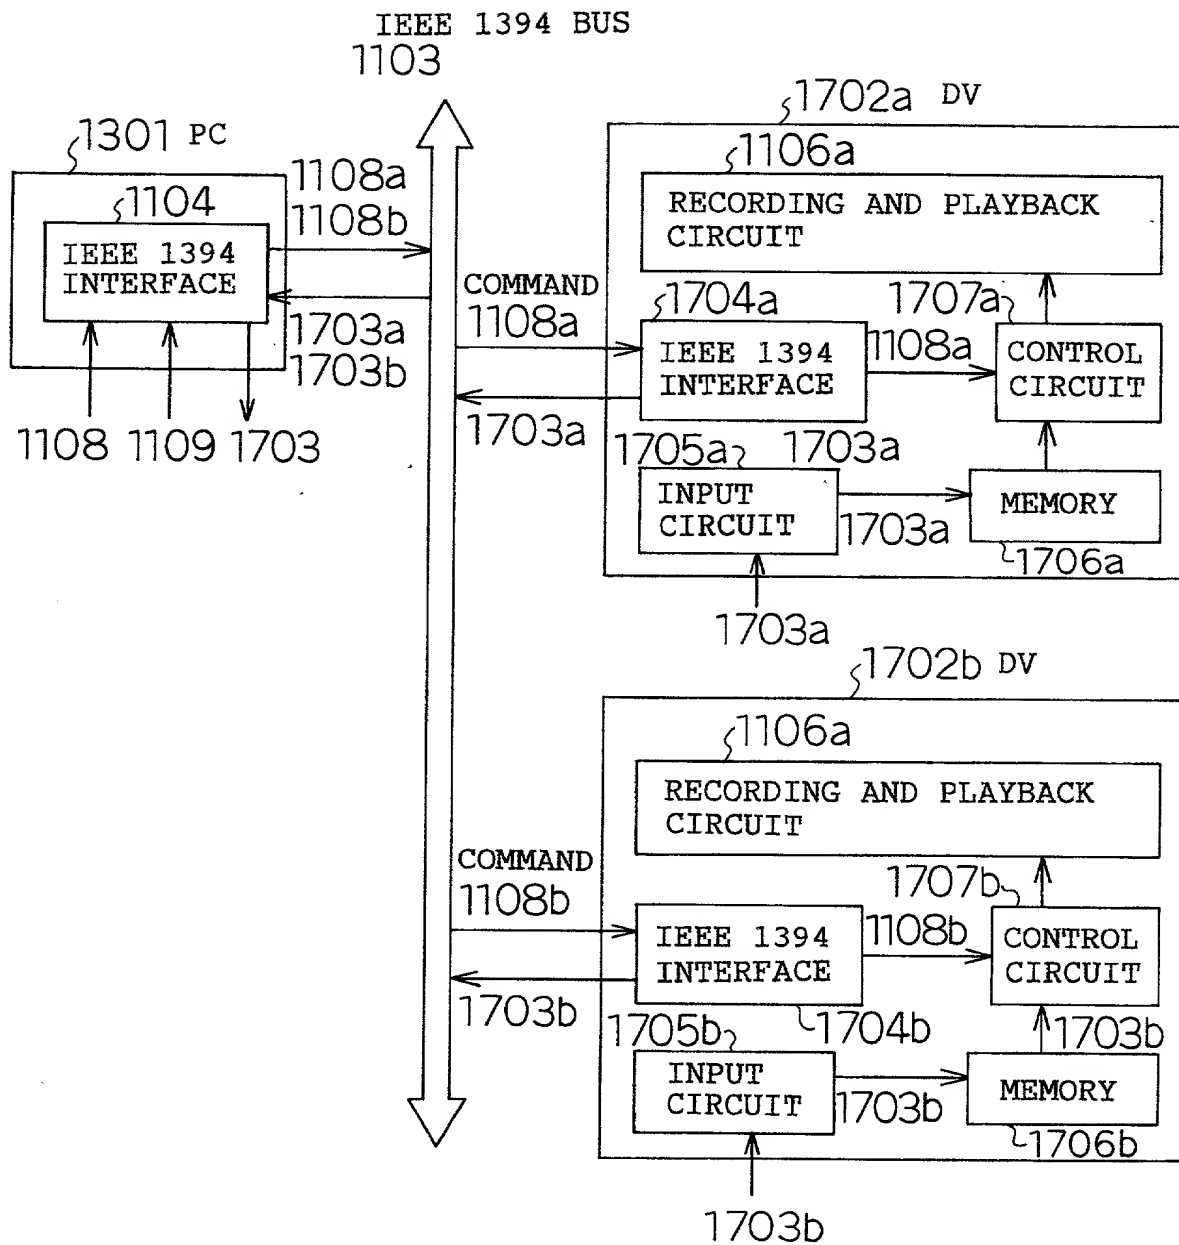 IEEE 1394 BUS
1103
1301 PC
1104
IEEE 1394
INTERFACE
1108a
1108b
1703a
1703b
1108
1109
1703
1702a DV
1106a
RECORDING AND PLAYBACK
CIRCUIT
COMMAND
1108a
1703a
1704a
IEEE 1394
INTERFACE
1108a
1707a
CONTROL
CIRCUIT
1705a
1703a
INPUT
CIRCUIT
1703a
MEMORY
1706a
1703a
1702b DV
1106a
RECORDING AND PLAYBACK
CIRCUIT
COMMAND
1108b
1703b
IEEE 1394
INTERFACE
1704b
1108b
1707b
CONTROL
CIRCUIT
1703b
1705b
INPUT
CIRCUIT
1703b
MEMORY
1706b
1703b